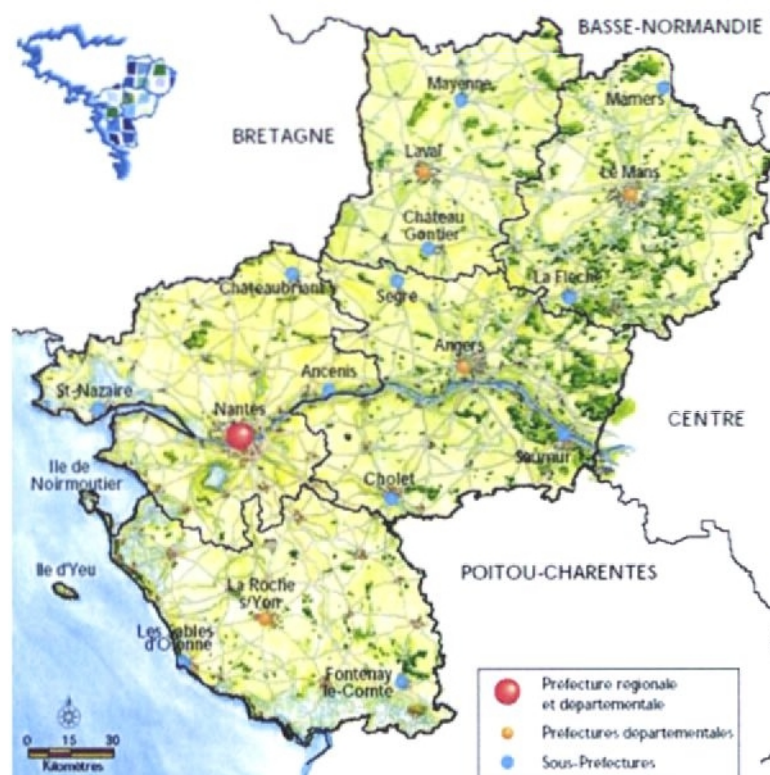 BASSE-NORMANDIE
Mayenne
Mamers
BRETAGNE
Laval
Le Mans
Château
Gontier
Chateaubriant
Segré
La Fleche
Angers
Ancenis
St-Nazaire
Nantes
CENTRE
Saumur
Ile de
Noirmoutier
Cholet
Ile d'Yeu
POITOU-CHARENTES
La Roche
s/Yon
Les Sables
d'Olonne
Fontenay
le-Comte
Préfecture régionale
et départementale
Préfectures départementales
Sous-Préfectures
0 15 30
Kilomètres